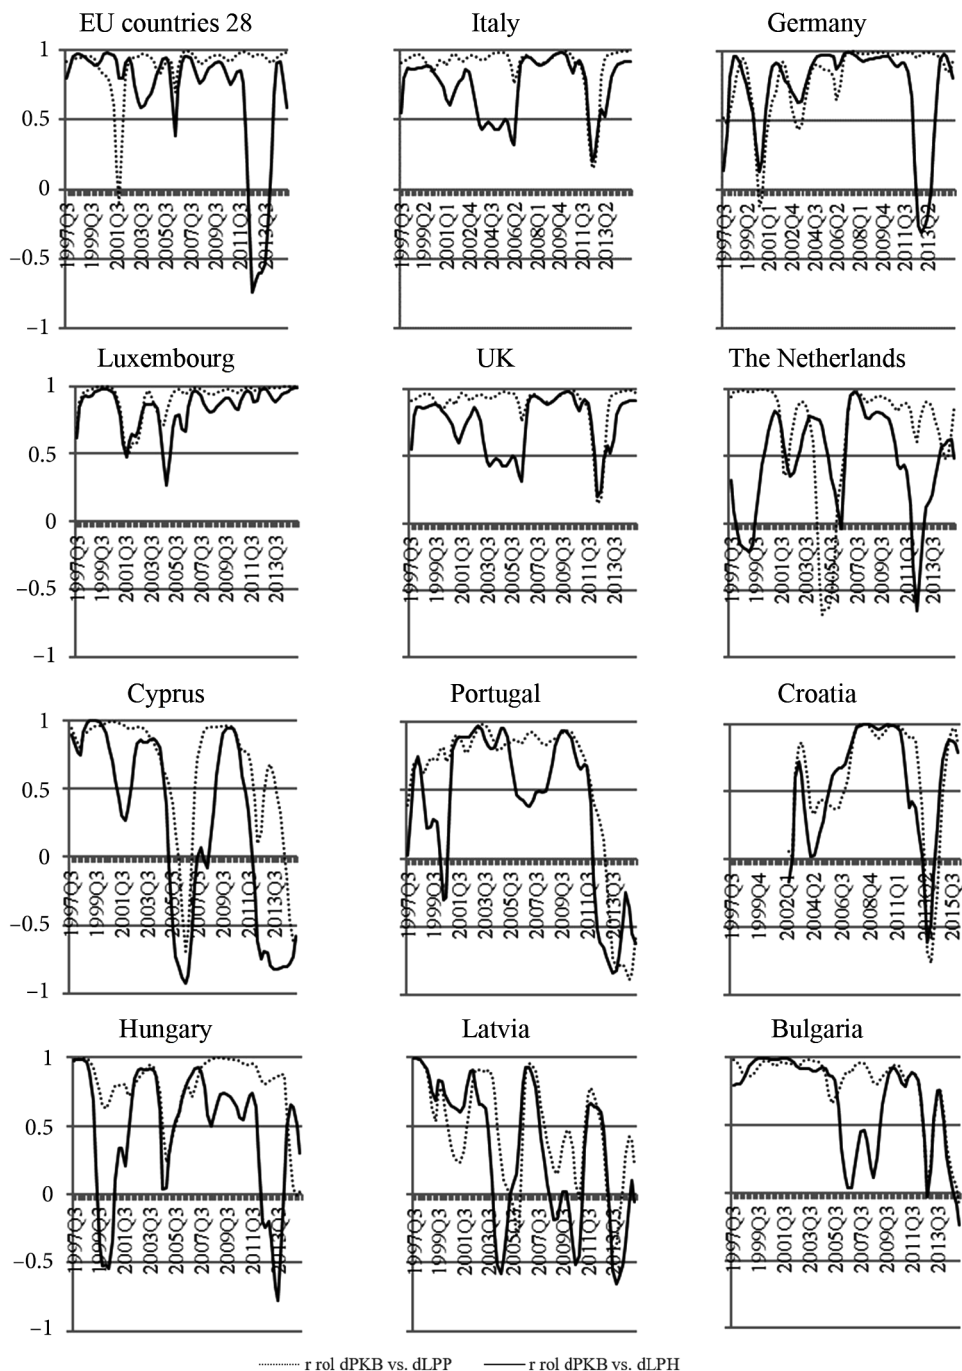 EU countries 28 Italy Germany
1
0.5
0
−0.5
−1
1997Q3 1999Q3 2001Q3 2003Q3 2005Q3 2007Q3 2009Q3 2011Q3 2013Q3
1997Q3 1999Q2 2001Q1 2002Q4 2004Q3 2006Q2 2008Q1 2009Q4 2011Q3 2013Q2
1997Q3 1999Q2 2001Q1 2002Q4 2004Q3 2006Q2 2008Q1 2009Q4 2011Q3 2013Q2
Luxembourg UK The Netherlands
1
0.5
0
−0.5
−1
1997Q3 1999Q3 2001Q3 2003Q3 2005Q3 2007Q3 2009Q3 2011Q3 2013Q3
1997Q3 1999Q3 2001Q3 2003Q3 2005Q3 2007Q3 2009Q3 2011Q3 2013Q3
1997Q3 1999Q3 2001Q3 2003Q3 2005Q3 2007Q3 2009Q3 2011Q3 2013Q3
Cyprus Portugal Croatia
1
0.5
0
−0.5
−1
1997Q3 1999Q3 2001Q3 2003Q3 2005Q3 2007Q3 2009Q3 2011Q3 2013Q3
1997Q3 1999Q3 2001Q3 2003Q3 2005Q3 2007Q3 2009Q3 2011Q3 2013Q3
1997Q3 1999Q4 2002Q1 2004Q2 2006Q3 2008Q4 2011Q1 2013Q2 2015Q3
Hungary Latvia Bulgaria
1
0.5
0
−0.5
−1
1997Q3 1999Q3 2001Q3 2003Q3 2005Q3 2007Q3 2009Q3 2011Q3 2013Q3
1997Q3 1999Q3 2001Q3 2003Q3 2005Q3 2007Q3 2009Q3 2011Q3 2013Q3
1997Q3 1999Q3 2001Q3 2003Q3 2005Q3 2007Q3 2009Q3 2011Q3 2013Q3
r rol dPKB vs. dLPP r rol dPKB vs. dLPH